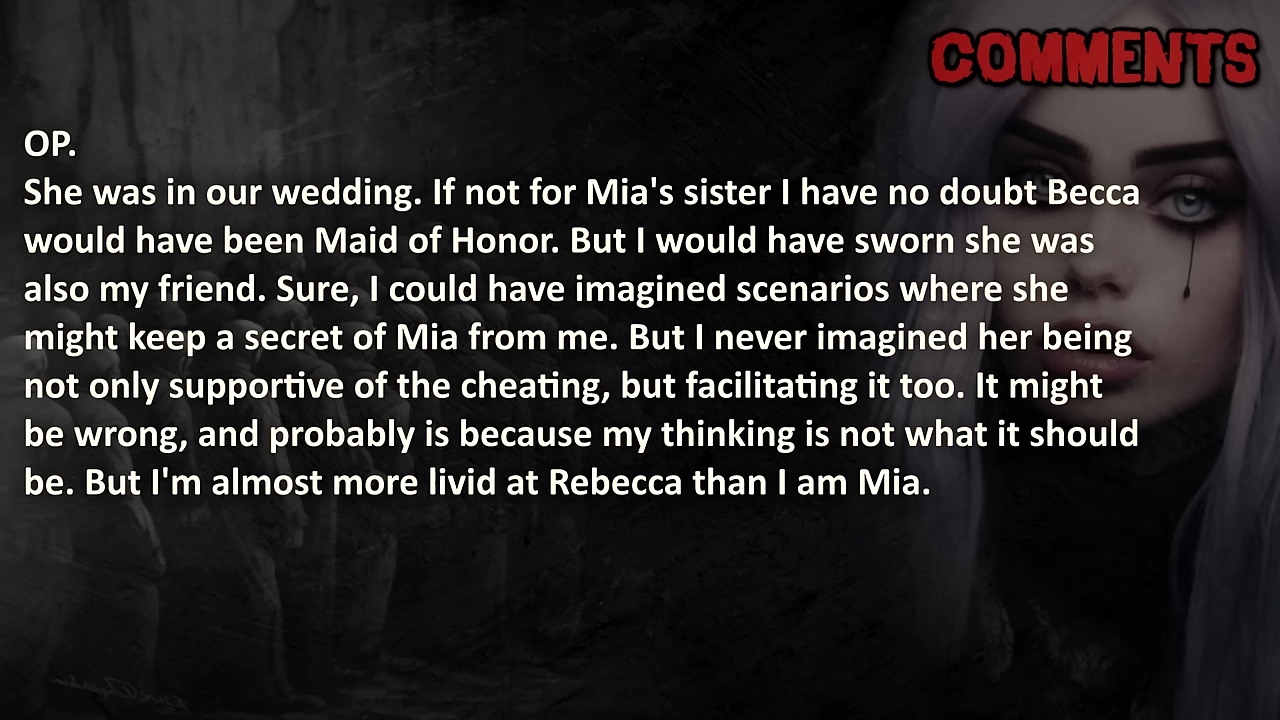 COMMENTS
OP.
She was in our wedding. If not for Mia's sister I have no doubt Becca
would have been Maid of Honor. But I would have sworn she was
also my friend. Sure, I could have imagined scenarios where she
might keep a secret of Mia from me. But I never imagined her being
not only supportive of the cheating, but facilitating it too. It might
be wrong, and probably is because my thinking is not what it should
be. But I'm almost more livid at Rebecca than I am Mia.